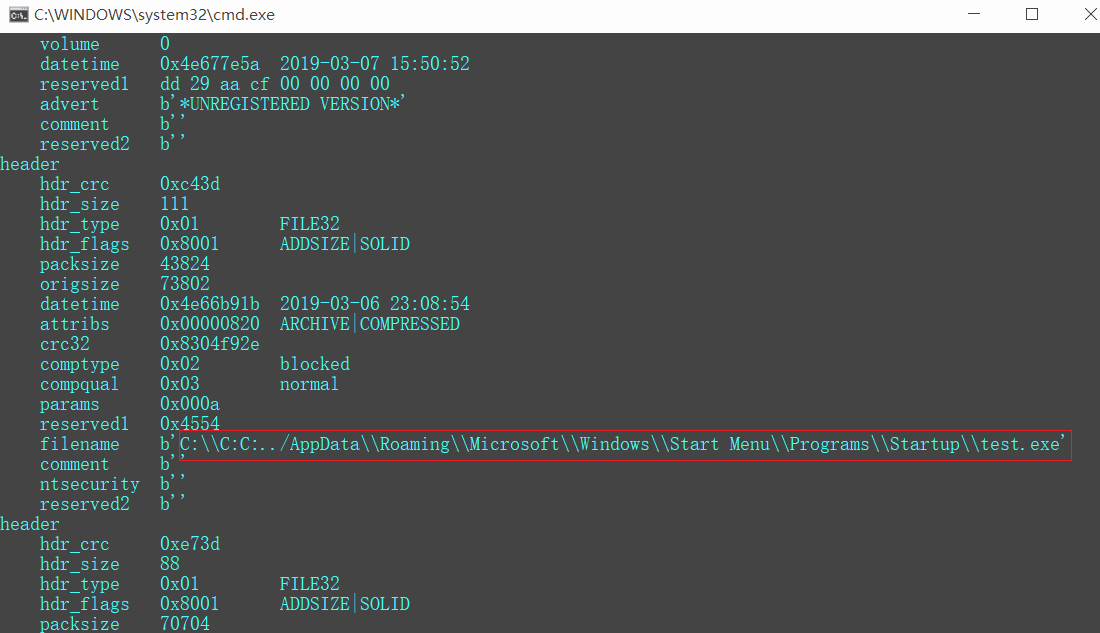 C:\WINDOWS\system32\cmd.exe
volume 0
datetime 0x4e677e5a 2019-03-07 15:50:52
reserved1 dd 29 aa cf 00 00 00 00
advert b'*UNREGISTERED VERSION*'
comment b''
reserved2 b''
header
hdr_crc 0xc43d
hdr_size 111
hdr_type 0x01 FILE32
hdr_flags 0x8001 ADDSIZE|SOLID
packsize 43824
origsize 73802
datetime 0x4e66b91b 2019-03-06 23:08:54
attribs 0x00000820 ARCHIVE|COMPRESSED
crc32 0x8304f92e
comptype 0x02 blocked
compqual 0x03 normal
params 0x000a
reserved1 0x4554
filename b'C:\\C:C:../AppData\\Roaming\\Microsoft\\Windows\\Start Menu\\Programs\\Startup\\test.exe'
comment b''
ntsecurity b''
reserved2 b''
header
hdr_crc 0xe73d
hdr_size 88
hdr_type 0x01 FILE32
hdr_flags 0x8001 ADDSIZE|SOLID
packsize 70704